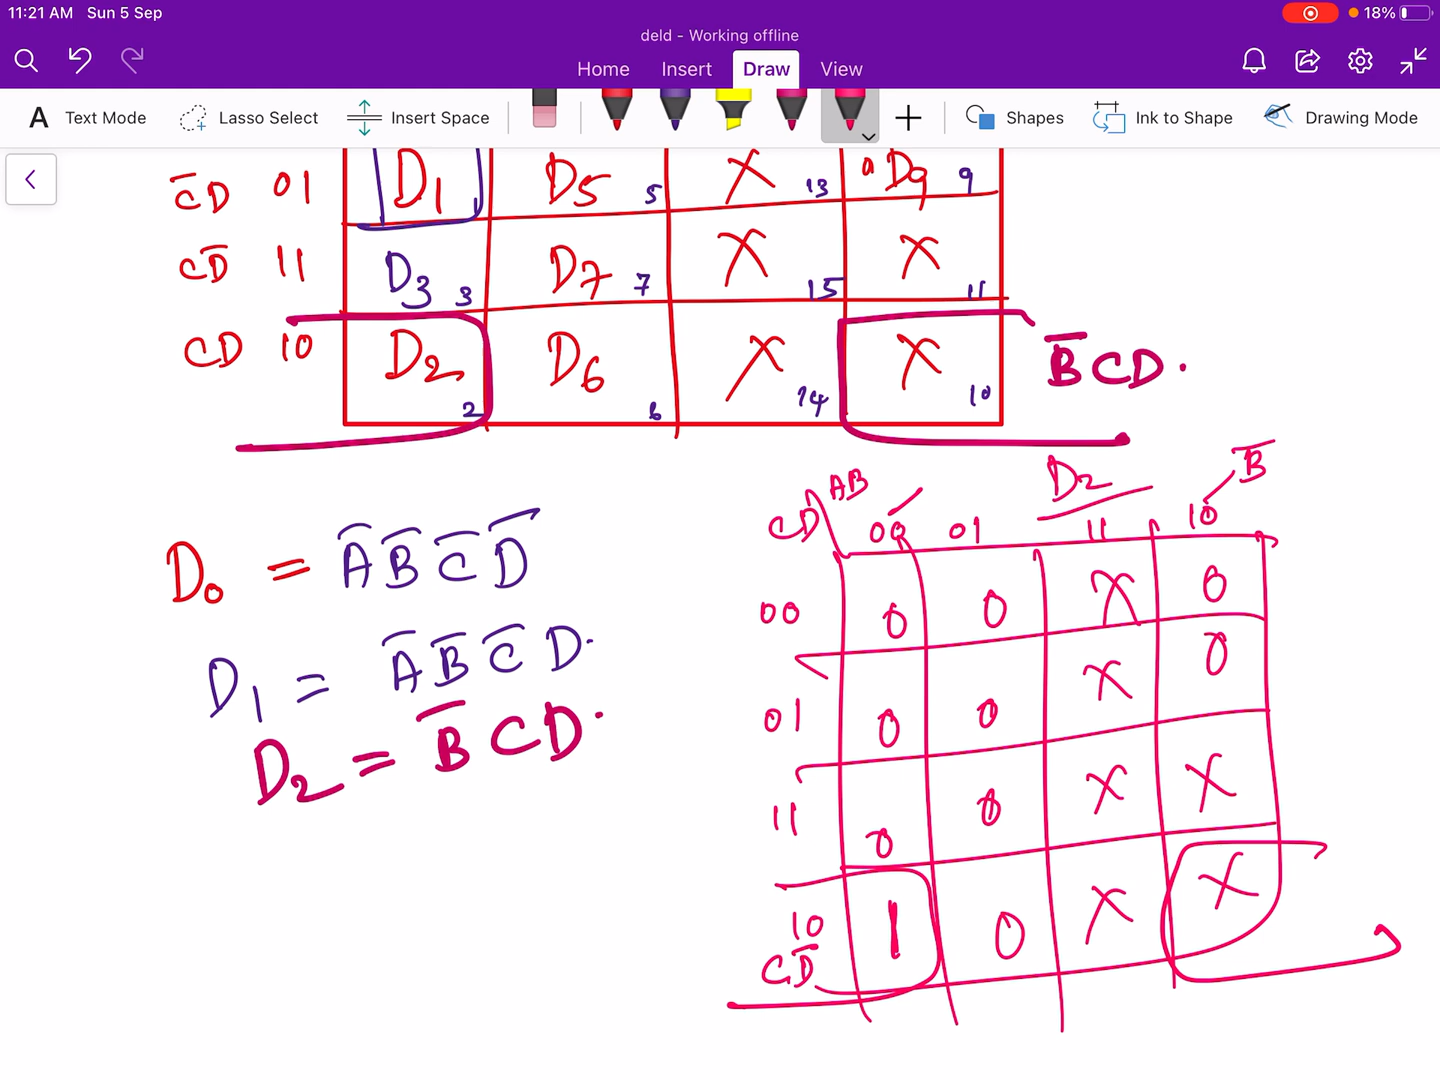 11:21 AM Sun 5 Sep
18%
deld - Working offline
Home Insert Draw View
A Text Mode Lasso Select Insert Space Shapes Ink to Shape Drawing Mode
C̅D 01 D1 1 D5 5 X 13 D9 9
CD̅ 11 D3 3 D7 7 X 15 X 11
CD 10 D2 2 D6 6 X 14 X 10 B̅CD.
D2 B̅
AB
CD 00 01 11 10
D0 = A̅ B̅ C̅ D̅
00 0 0 X 0
D1 = A̅ B̅ C̅ D.
01 0 0 X 0
D2 = B̅ C D.
11 0 0 X X
10 1 0 X X
CD̅